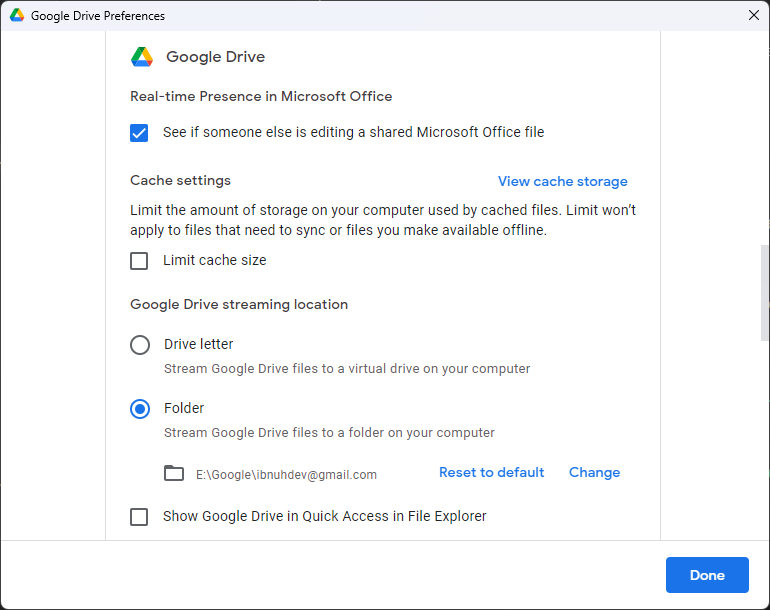 Google Drive Preferences
Google Drive
Real-time Presence in Microsoft Office
See if someone else is editing a shared Microsoft Office file
Cache settings
View cache storage
Limit the amount of storage on your computer used by cached files. Limit won’t
apply to files that need to sync or files you make available offline.
Limit cache size
Google Drive streaming location
Drive letter
Stream Google Drive files to a virtual drive on your computer
Folder
Stream Google Drive files to a folder on your computer
E:\Google\ibnuhdev@gmail.com
Reset to default
Change
Show Google Drive in Quick Access in File Explorer
Done